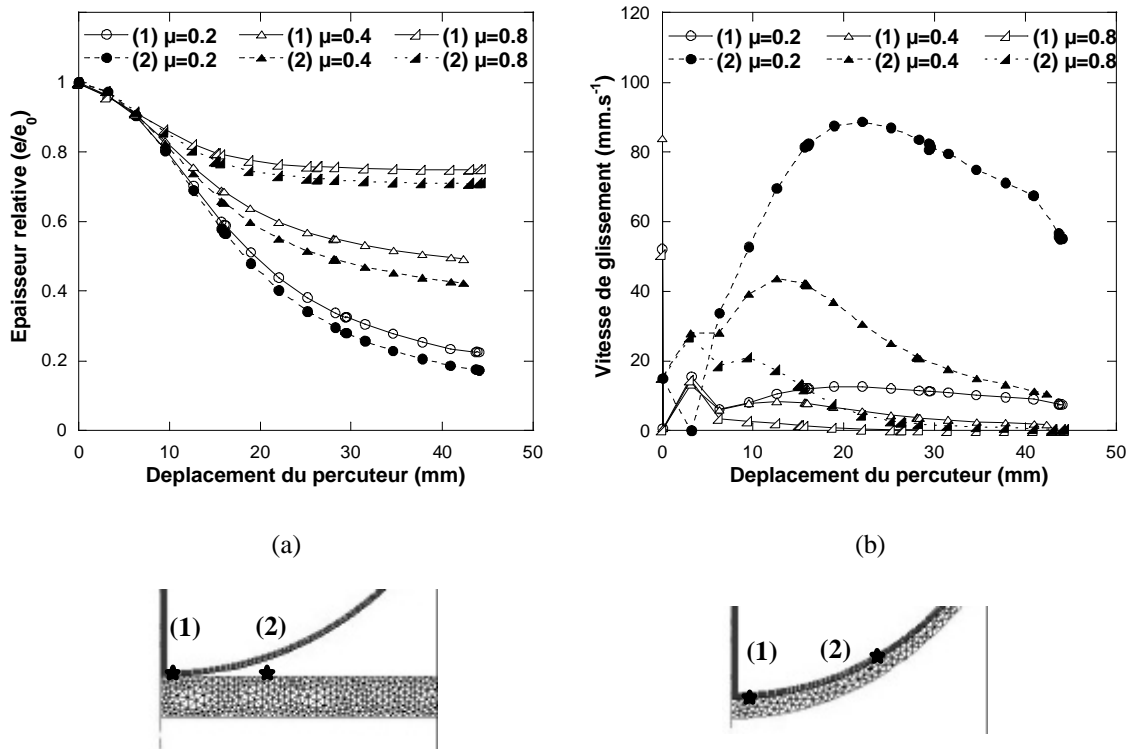 (1) µ=0.2 (1) µ=0.4 (1) µ=0.8
(2) µ=0.2 (2) µ=0.4 (2) µ=0.8
Epaisseur relative (e/e0)
1.2
1
0.8
0.6
0.4
0.2
0
0 10 20 30 40 50
Deplacement du percuteur (mm)
(a)
(1) µ=0.2 (1) µ=0.4 (1) µ=0.8
(2) µ=0.2 (2) µ=0.4 (2) µ=0.8
Vitesse de glissement (mm.s-1)
120
100
80
60
40
20
0
0 10 20 30 40 50
Deplacement du percuteur (mm)
(b)
(1) (2)
(1) (2)